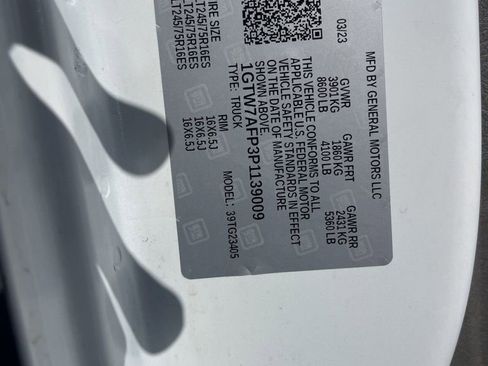 MFD BY GENERAL MOTORS LLC
03/23 GVWR GAWR FRT GAWR RR
3901 KG 1860 KG 2431 KG
8600 LB 4100 LB 5360 LB
THIS VEHICLE CONFORMS TO ALL
APPLICABLE U.S. FEDERAL MOTOR
VEHICLE SAFETY STANDARDS IN EFFECT
ON THE DATE OF MANUFACTURE
SHOWN ABOVE.
1GTW7AFP3P1139009
TYPE: TRUCK MODEL: 39TG23405
SIZE RIM
LT245/75R16ES 16X6.5J
LT245/75R16ES 16X6.5J
LT245/75R16ES 16X6.5J